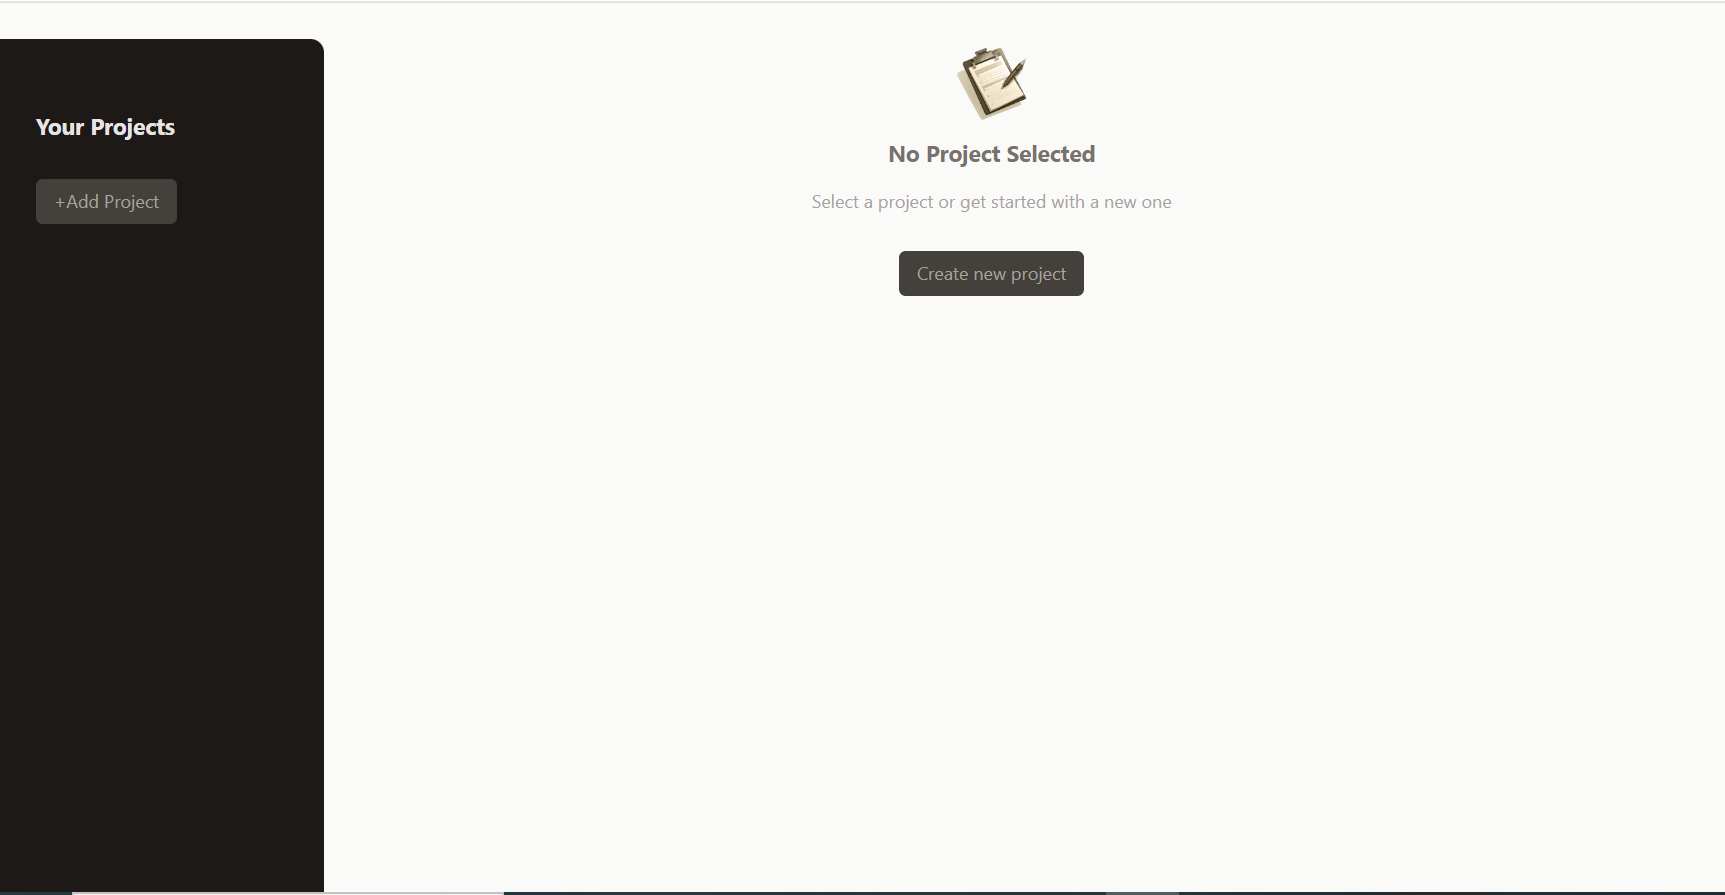 Your Projects
+Add Project
No Project Selected
Select a project or get started with a new one
Create new project